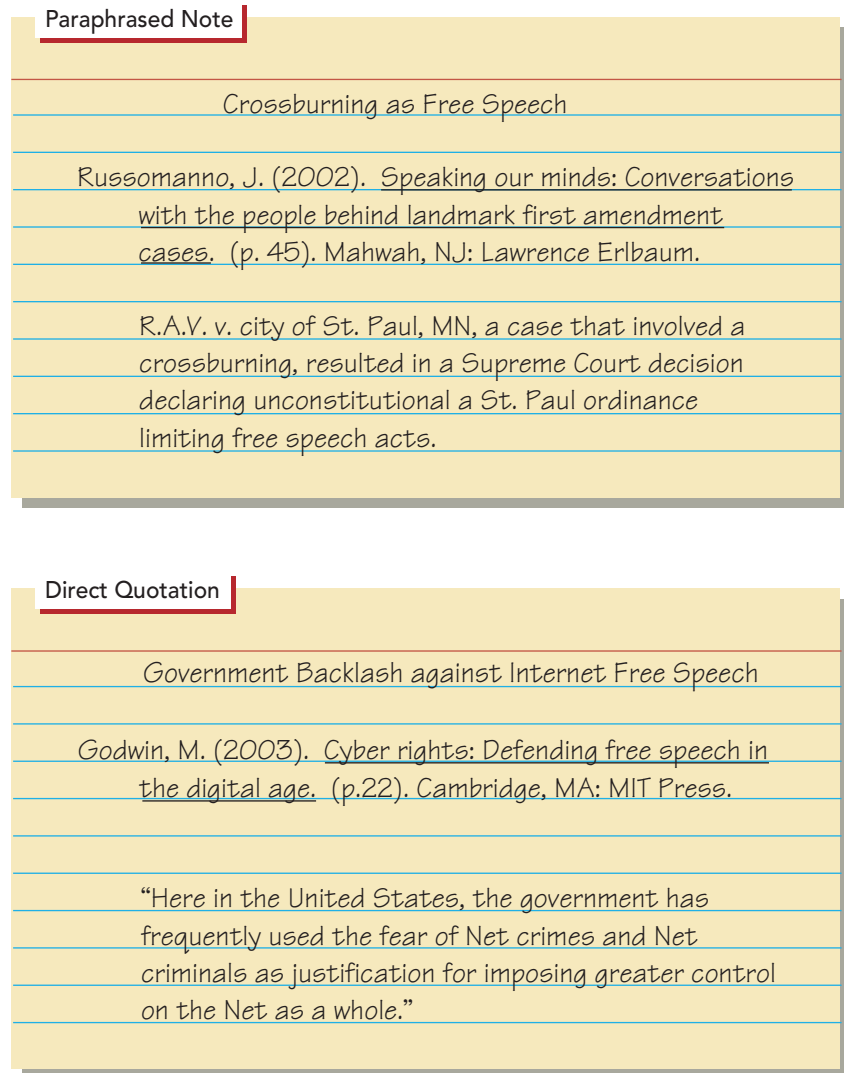 Paraphrased Note
Crossburning as Free Speech
Russomanno, J. (2002). Speaking our minds: Conversations
with the people behind landmark first amendment
cases. (p. 45). Mahwah, NJ: Lawrence Erlbaum.
R.A.V. v. city of St. Paul, MN, a case that involved a
crossburning, resulted in a Supreme Court decision
declaring unconstitutional a St. Paul ordinance
limiting free speech acts.
Direct Quotation
Government Backlash against Internet Free Speech
Godwin, M. (2003). Cyber rights: Defending free speech in
the digital age. (p.22). Cambridge, MA: MIT Press.
“Here in the United States, the government has
frequently used the fear of Net crimes and Net
criminals as justification for imposing greater control
on the Net as a whole.”